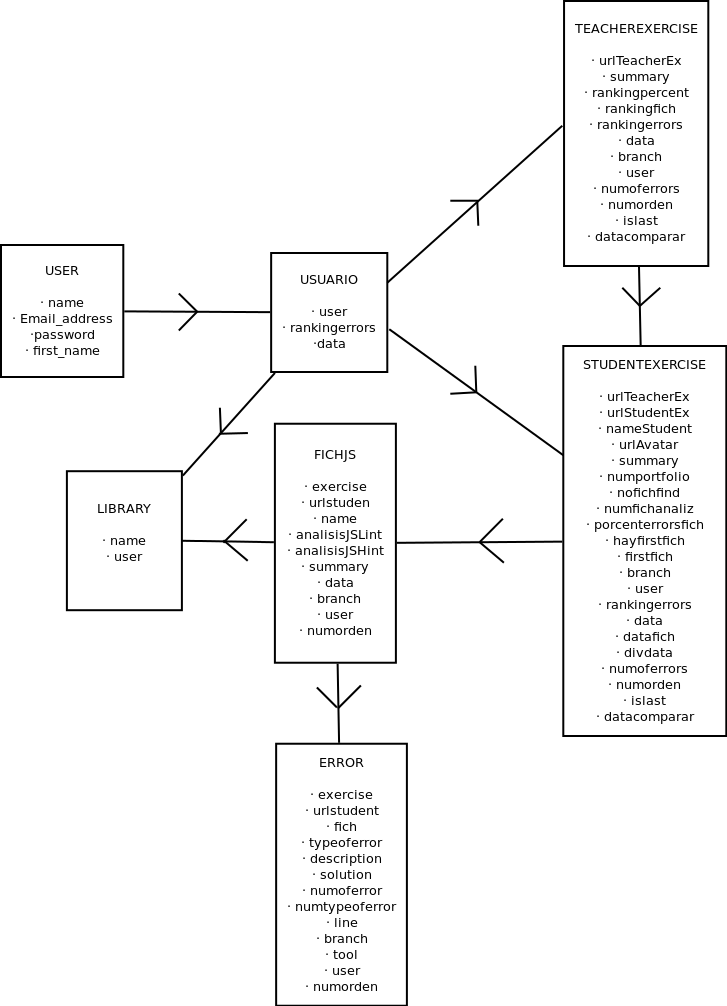 TEACHEREXERCISE
· urlTeacherEx
· summary
· rankingpercent
· rankingfich
· rankingerrors
· data
· branch
· user
· numoferrors
· numorden
· islast
· datacomparar
USER
· name
· Email_address
·password
· first_name
USUARIO
· user
· rankingerrors
·data
STUDENTEXERCISE
· urlTeacherEx
· urlStudentEx
· nameStudent
· urlAvatar
· summary
· numportfolio
· nofichfind
· numfichanaliz
· porcenterrorsfich
· hayfirstfich
· firstfich
· branch
· user
· rankingerrors
· data
· datafich
· divdata
· numoferrors
· numorden
· islast
· datacomparar
FICHJS
· exercise
· urlstuden
· name
· analisisJSLint
· analisisJSHint
· summary
· data
· branch
· user
· numorden
LIBRARY
· name
· user
ERROR
· exercise
· urlstudent
· fich
· typeoferror
· description
· solution
· numoferror
· numtypeoferror
· line
· branch
· tool
· user
· numorden